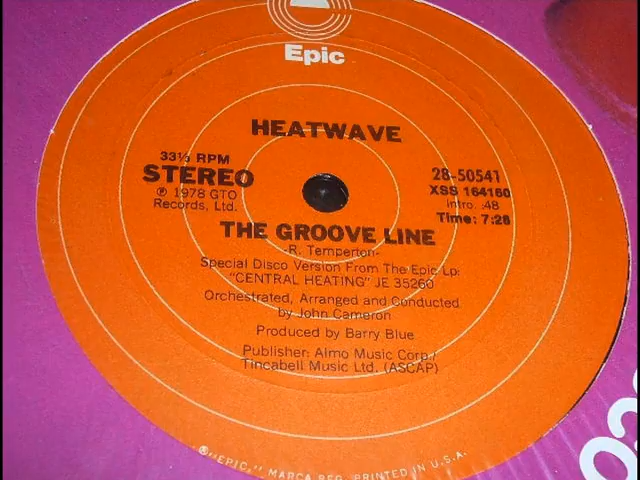 Epic
HEATWAVE
33⅓ RPM
STEREO
℗ 1978 GTO
Records, Ltd.
28-50541
XSS 164160
Intro. :48
Time: 7:28
THE GROOVE LINE
-R. Temperton-
Special Disco Version From The Epic Lp:
"CENTRAL HEATING" JE 35260
Orchestrated, Arranged and Conducted
by John Cameron
Produced by Barry Blue
Publisher: Almo Music Corp./
Tincabell Music Ltd. (ASCAP)
®"EPIC," MARCA REG. PRINTED IN U.S.A.